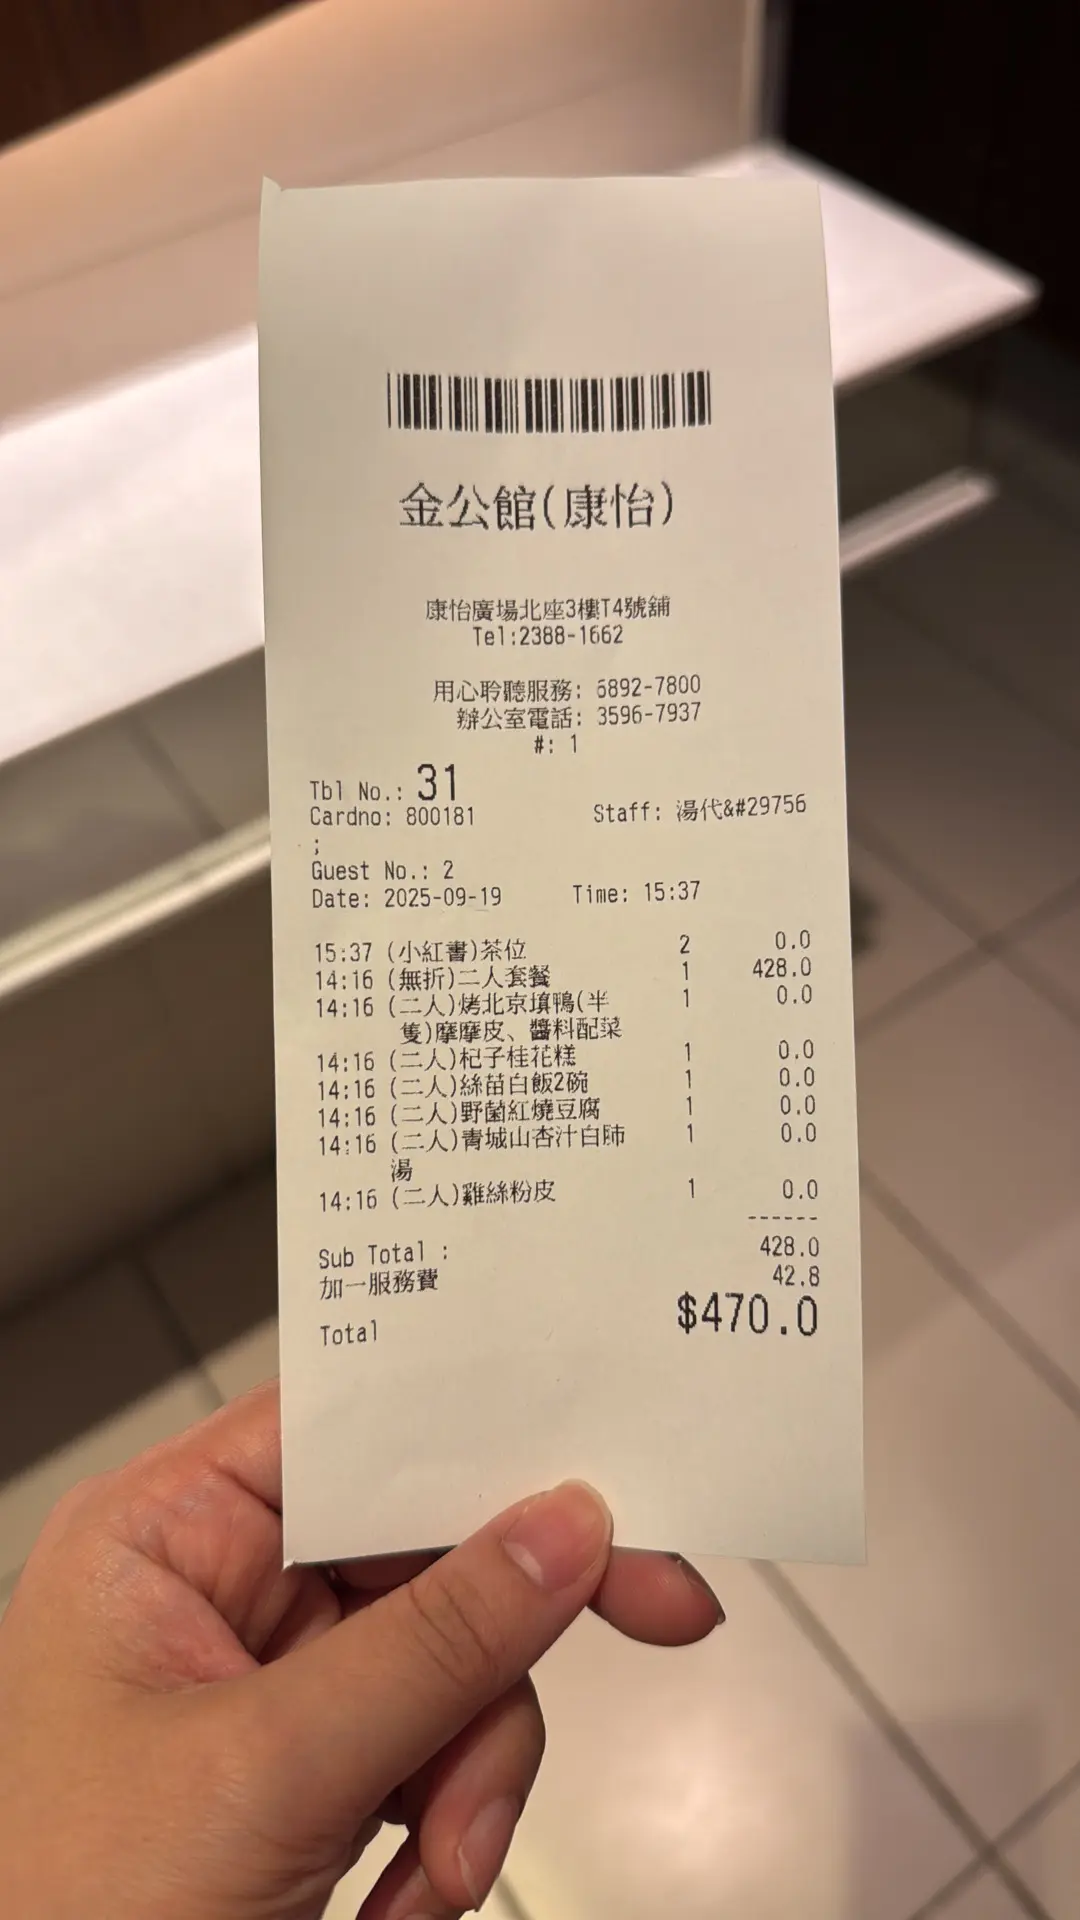 金公館(康怡)
康怡廣場北座3樓T4號舖
Tel:2388-1662
用心聆聽服務: 6892-7800
辦公室電話: 3596-7937
#: 1
Tbl No.: 31
Cardno: 800181 Staff: 湯代&#29756
;
Guest No.: 2
Date: 2025-09-19 Time: 15:37
15:37 (小紅書)茶位 2 0.0
14:16 (無折)二人套餐 1 428.0
14:16 (二人)烤北京填鴨(半 1 0.0
隻)摩摩皮、醬料配菜
14:16 (二人)杞子桂花糕 1 0.0
14:16 (二人)絲苗白飯2碗 1 0.0
14:16 (二人)野菌紅燒豆腐 1 0.0
14:16 (二人)青城山杏汁白肺 1 0.0
湯
14:16 (二人)雞絲粉皮 1 0.0
------
Sub Total : 428.0
加一服務費 42.8
Total $470.0